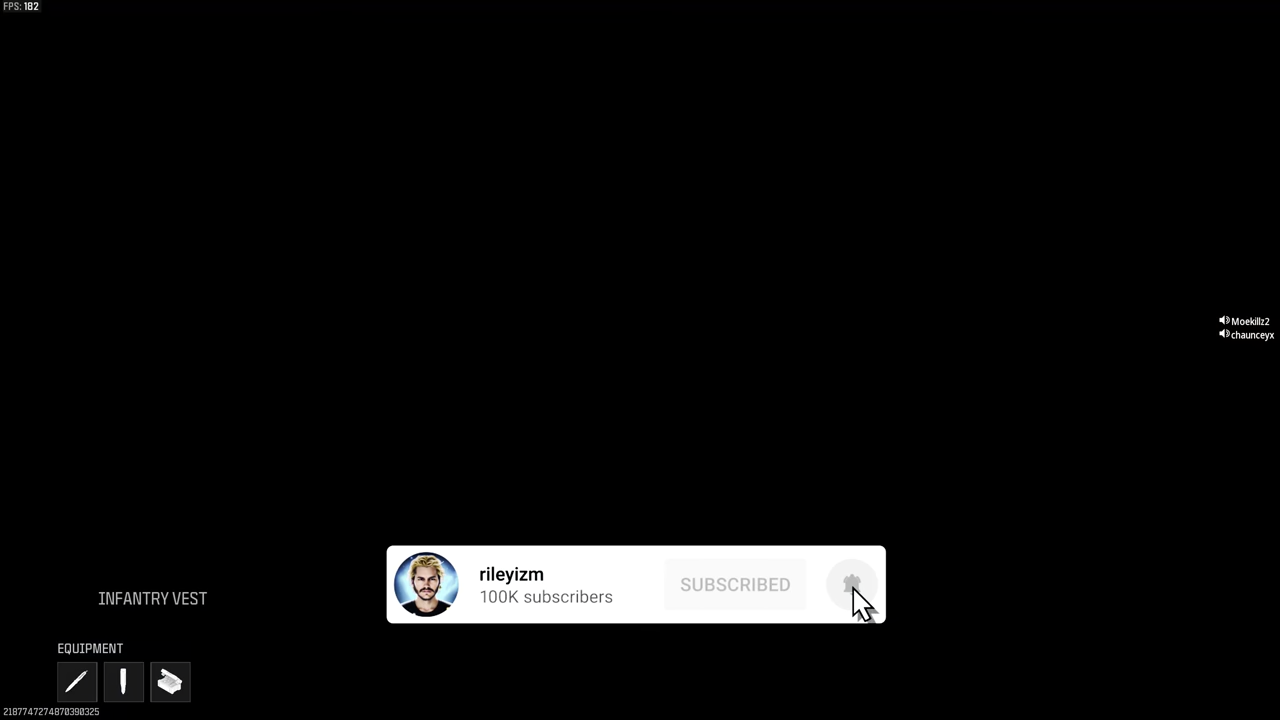 FPS: 182
Moekillz2
chaunceyx
rileyizm
100K subscribers
SUBSCRIBED
INFANTRY VEST
EQUIPMENT
2187747274870390325